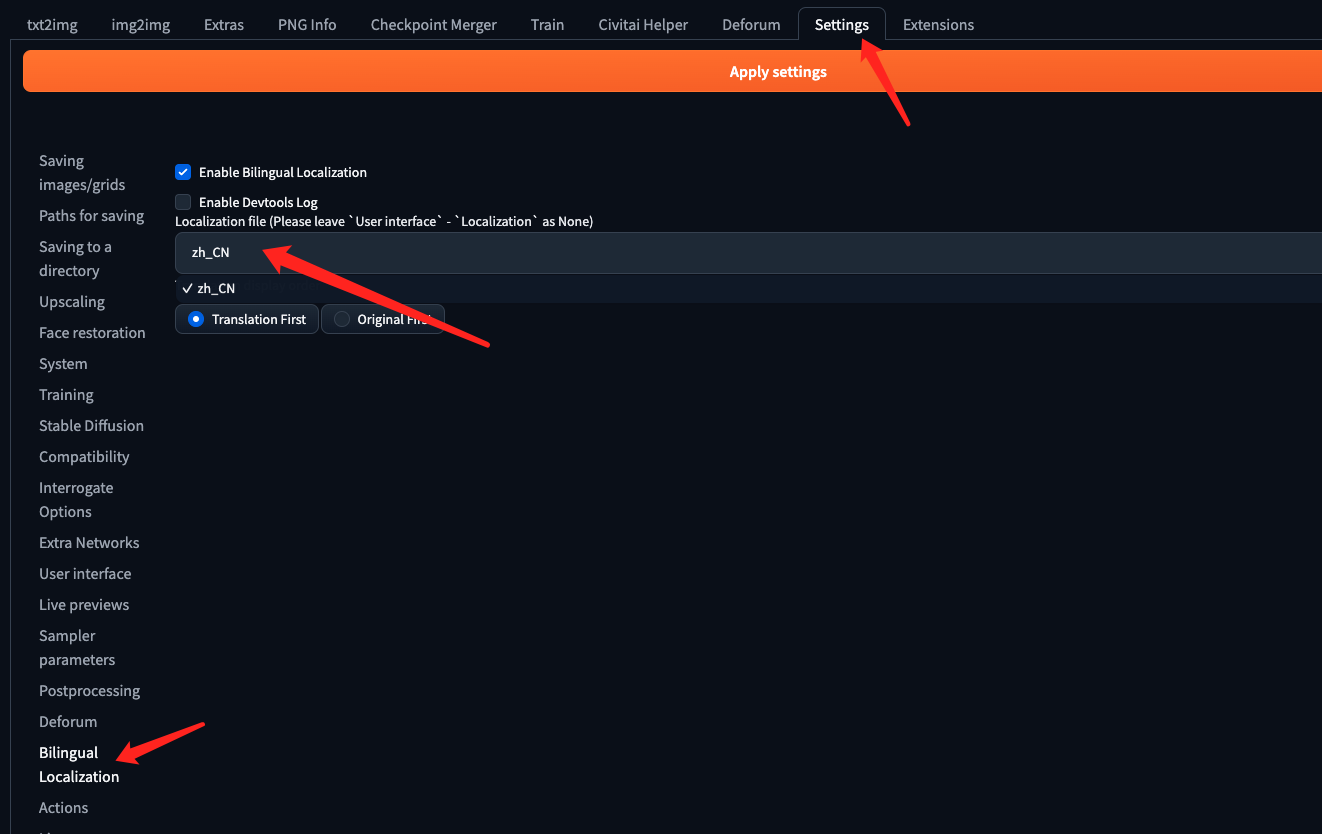 txt2img img2img Extras PNG Info Checkpoint Merger Train Civitai Helper Deforum Settings Extensions
Apply settings
Saving
images/grids
Paths for saving
Saving to a
directory
Upscaling
Face restoration
System
Training
Stable Diffusion
Compatibility
Interrogate
Options
Extra Networks
User interface
Live previews
Sampler
parameters
Postprocessing
Deforum
Bilingual
Localization
Actions
Enable Bilingual Localization
Enable Devtools Log
Localization file (Please leave `User interface` - `Localization` as None)
zh_CN
✓ zh_CN
Translation First Original First